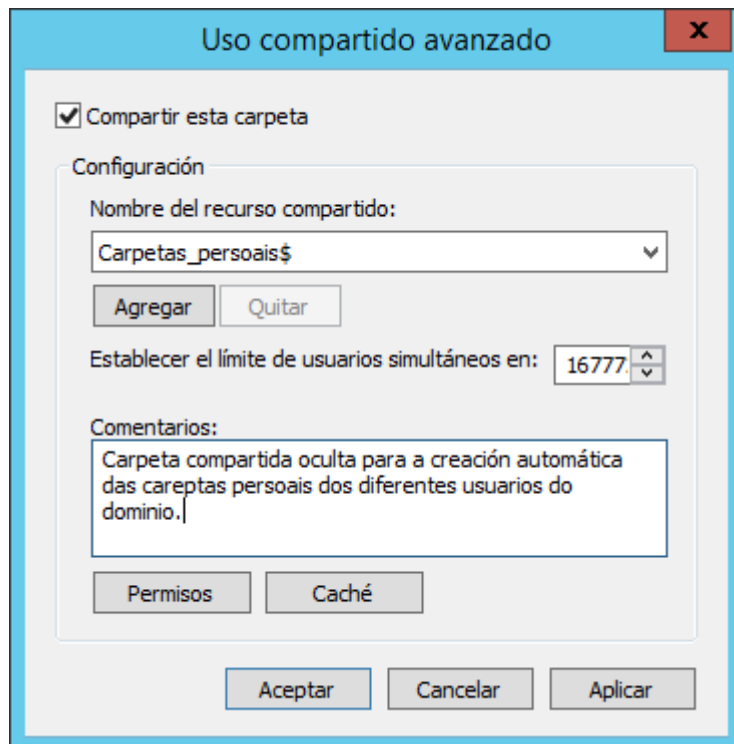 Uso compartido avanzado
x
Compartir esta carpeta
Configuración
Nombre del recurso compartido:
Carpetas_persoais$
Agregar
Quitar
Establecer el límite de usuarios simultáneos en:
16777
Comentarios:
Carpeta compartida oculta para a creación automática
das careptas persoais dos diferentes usuarios do
dominio.
Permisos
Caché
Aceptar
Cancelar
Aplicar